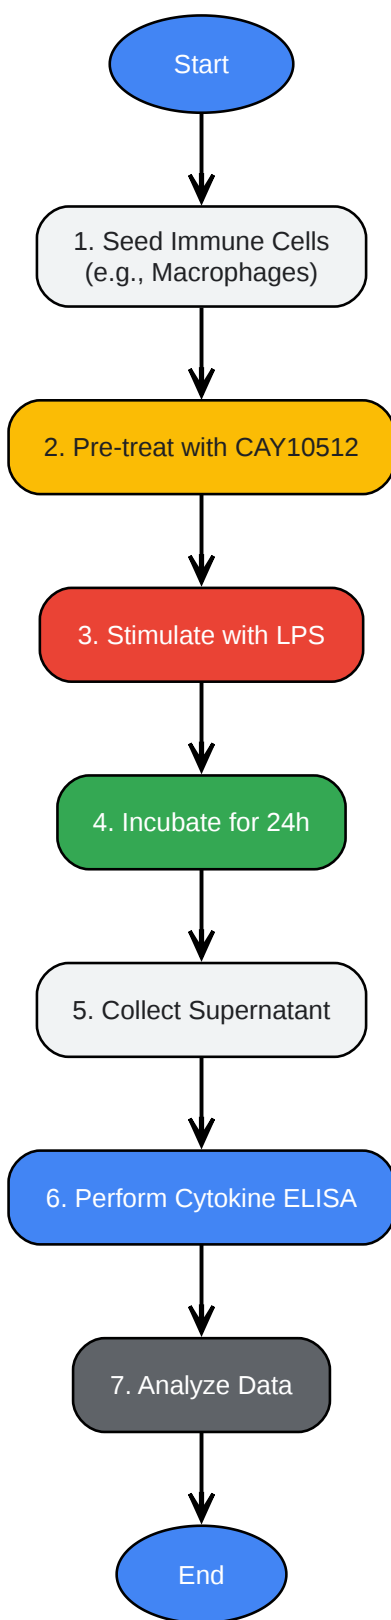 Start
1. Seed Immune Cells
(e.g., Macrophages)
2. Pre-treat with CAY10512
3. Stimulate with LPS
4. Incubate for 24h
5. Collect Supernatant
6. Perform Cytokine ELISA
7. Analyze Data
End